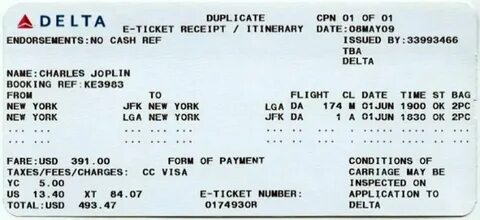 DELTA DUPLICATE CPN 01 OF 01
E-TICKET RECEIPT / ITINERARY DATE:08MAY09
ENDORSEMENTS:NO CASH REF ISSUED BY:33993466
TBA
DELTA
NAME:CHARLES JOPLIN
BOOKING REF:KE3983
FROM TO FLIGHT CL DATE TIME ST BAG
NEW YORK JFK NEW YORK LGA DA 174 M 01JUN 1900 OK 2PC
NEW YORK LGA NEW YORK JFK DA 1 A 01JUN 1830 OK 2PC
... ... ... ... ... ... ... ...
... ... ... ... ... ... ... ...
FARE:USD 391.00 FORM OF PAYMENT CONDITIONS OF
TAXES/FEES/CHARGES: CC VISA CARRIAGE MAY BE
YC 5.00 INSPECTED ON
US 13.40 XT 84.07 E-TICKET NUMBER: APPLICATION TO
TOTAL:USD 493.47 0174930R DELTA